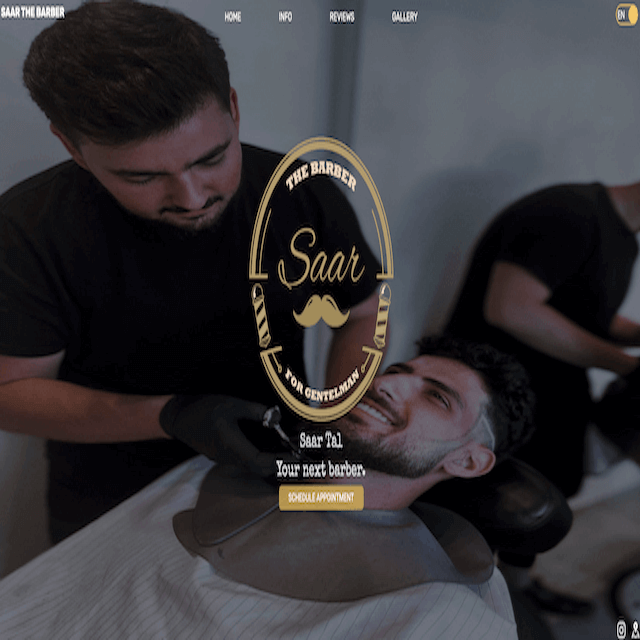 SAAR THE BARBER
HOME
INFO
REVIEWS
GALLERY
EN
THE BARBER
Saar
FOR GENTELMAN
Saar Tal
Your next barber.
SCHEDULE APPOINTMENT